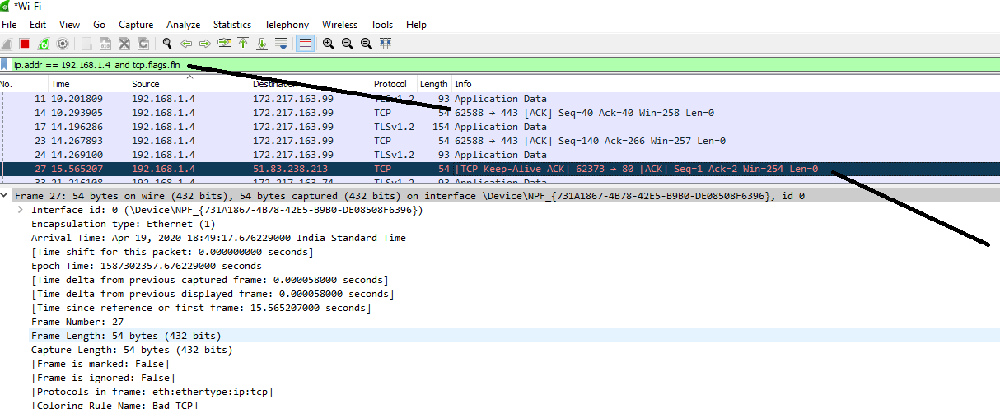 *Wi-Fi
File Edit View Go Capture Analyze Statistics Telephony Wireless Tools Help
ip.addr == 192.168.1.4 and tcp.flags.fin
No. Time Source Destination Protocol Length Info
11 10.201809 192.168.1.4 172.217.163.99 TLSv1.2 93 Application Data
14 10.293905 192.168.1.4 172.217.163.99 TCP 54 62588 → 443 [ACK] Seq=40 Ack=40 Win=258 Len=0
17 14.196286 192.168.1.4 172.217.163.99 TLSv1.2 154 Application Data
23 14.267893 192.168.1.4 172.217.163.99 TCP 54 62588 → 443 [ACK] Seq=140 Ack=266 Win=257 Len=0
24 14.269100 192.168.1.4 172.217.163.99 TLSv1.2 93 Application Data
27 15.565207 192.168.1.4 51.83.238.213 TCP 54 [TCP Keep-Alive ACK] 62373 → 80 [ACK] Seq=1 Ack=2 Win=254 Len=0
33 21.216108 192.168.1.4 172.217.163.74 TLSv1.2 93 Application Data
Frame 27: 54 bytes on wire (432 bits), 54 bytes captured (432 bits) on interface \Device\NPF_{731A1867-4B78-42E5-B9B0-DE08508F6396}, id 0
Interface id: 0 (\Device\NPF_{731A1867-4B78-42E5-B9B0-DE08508F6396})
Encapsulation type: Ethernet (1)
Arrival Time: Apr 19, 2020 18:49:17.676229000 India Standard Time
[Time shift for this packet: 0.000000000 seconds]
Epoch Time: 1587302357.676229000 seconds
[Time delta from previous captured frame: 0.000058000 seconds]
[Time delta from previous displayed frame: 0.000058000 seconds]
[Time since reference or first frame: 15.565207000 seconds]
Frame Number: 27
Frame Length: 54 bytes (432 bits)
Capture Length: 54 bytes (432 bits)
[Frame is marked: False]
[Frame is ignored: False]
[Protocols in frame: eth:ethertype:ip:tcp]
[Coloring Rule Name: Bad TCP]